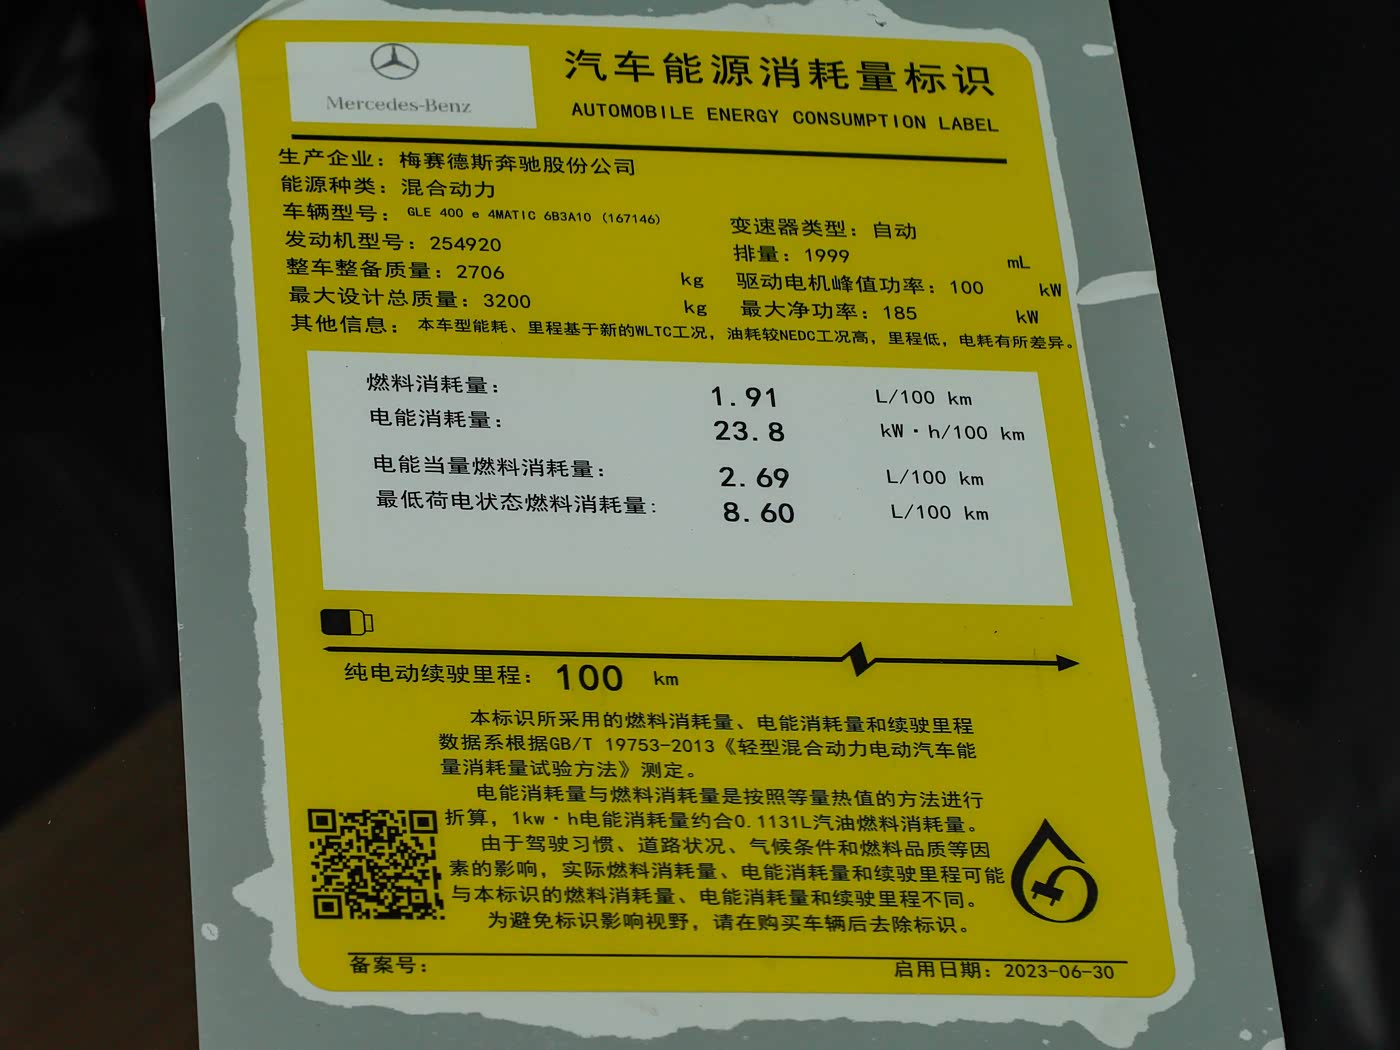 Mercedes-Benz
汽车能源消耗量标识
AUTOMOBILE ENERGY CONSUMPTION LABEL
生产企业：梅赛德斯奔驰股份公司
能源种类：混合动力
车辆型号：GLE 400 e 4MATIC 6B3A10 (167146)
变速器类型：自动
发动机型号：254920
排量：1999 mL
整车整备质量：2706 kg
驱动电机峰值功率：100 kW
最大设计总质量：3200 kg
最大净功率：185 kW
其他信息：本车型能耗、里程基于新的WLTC工况，油耗较NEDC工况高，里程低，电耗有所差异。
燃料消耗量：1.91 L/100 km
电能消耗量：23.8 kW·h/100 km
电能当量燃料消耗量：2.69 L/100 km
最低荷电状态燃料消耗量：8.60 L/100 km
纯电动续驶里程：100 km
本标识所采用的燃料消耗量、电能消耗量和续驶里程
数据系根据GB/T 19753-2013《轻型混合动力电动汽车能
量消耗量试验方法》测定。
电能消耗量与燃料消耗量是按照等量热值的方法进行
折算，1kw·h电能消耗量约合0.1131L汽油燃料消耗量。
由于驾驶习惯、道路状况、气候条件和燃料品质等因
素的影响，实际燃料消耗量、电能消耗量和续驶里程可能
与本标识的燃料消耗量、电能消耗量和续驶里程不同。
为避免标识影响视野，请在购买车辆后去除标识。
备案号：
启用日期：2023-06-30